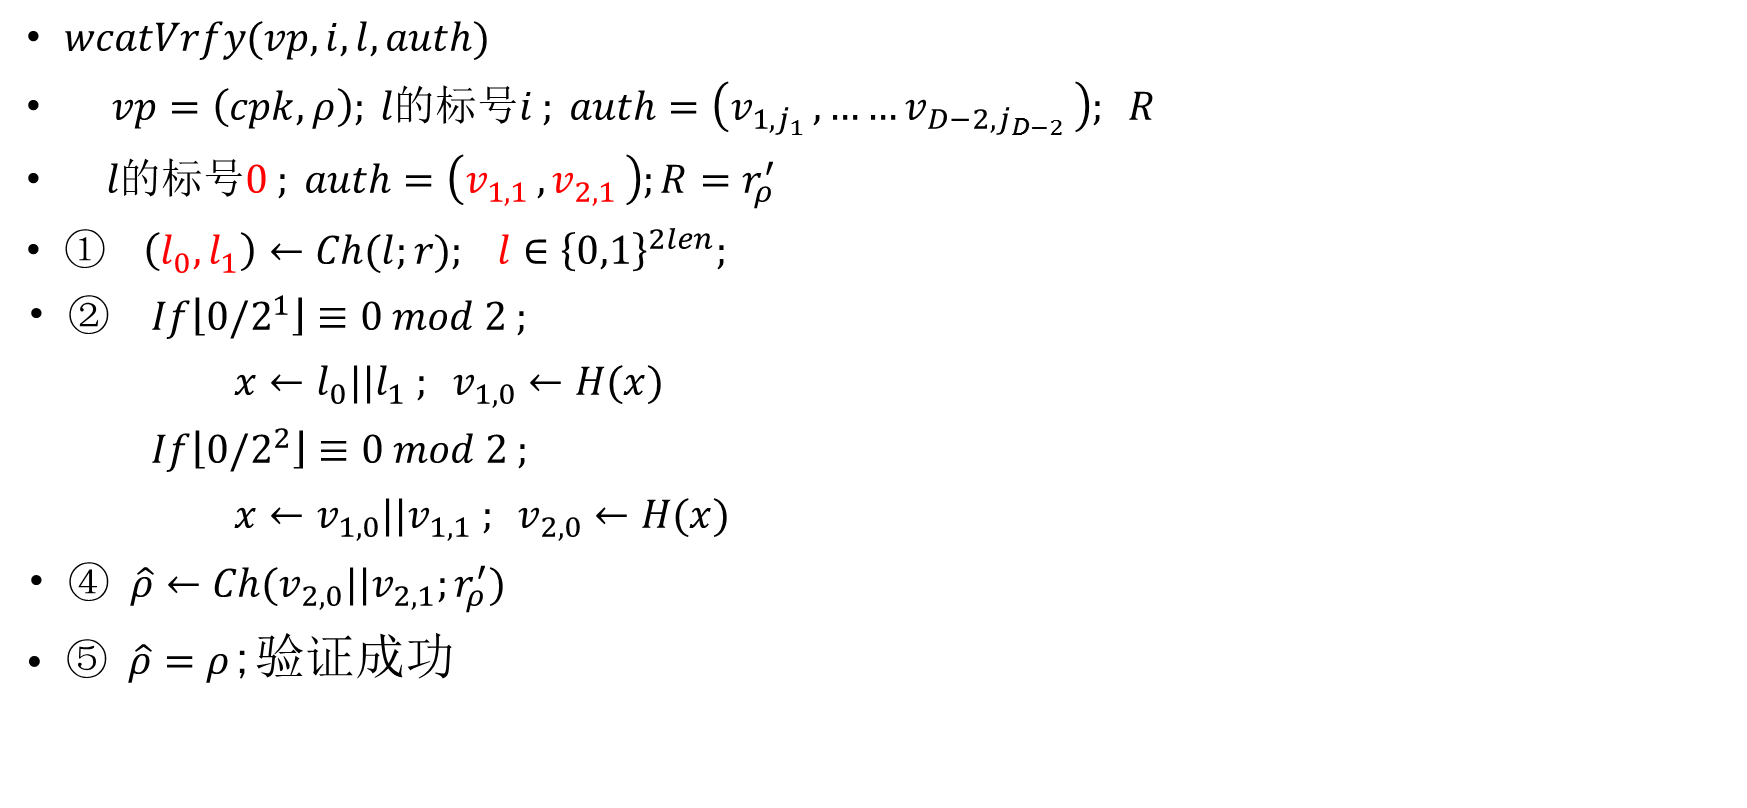 • wcatVrfy(vp, i, l, auth)
• vp = (cpk, ρ); l的标号i ; auth = (v_{1,j_1} , … … v_{D−2,j_{D−2}} ); R
• l的标号0 ; auth = (v_{1,1} , v_{2,1} ); R = r′_ρ
• ① (l_0, l_1) ← Ch(l; r); l ∈ {0,1}^{2len};
• ② If⌊0/2^1⌋ ≡ 0 mod 2 ;
x ← l_0||l_1 ; v_{1,0} ← H(x)
If⌊0/2^2⌋ ≡ 0 mod 2 ;
x ← v_{1,0}||v_{1,1} ; v_{2,0} ← H(x)
• ④ ρ̂ ← Ch(v_{2,0}||v_{2,1}; r′_ρ)
• ⑤ ρ̂ = ρ ;验证成功